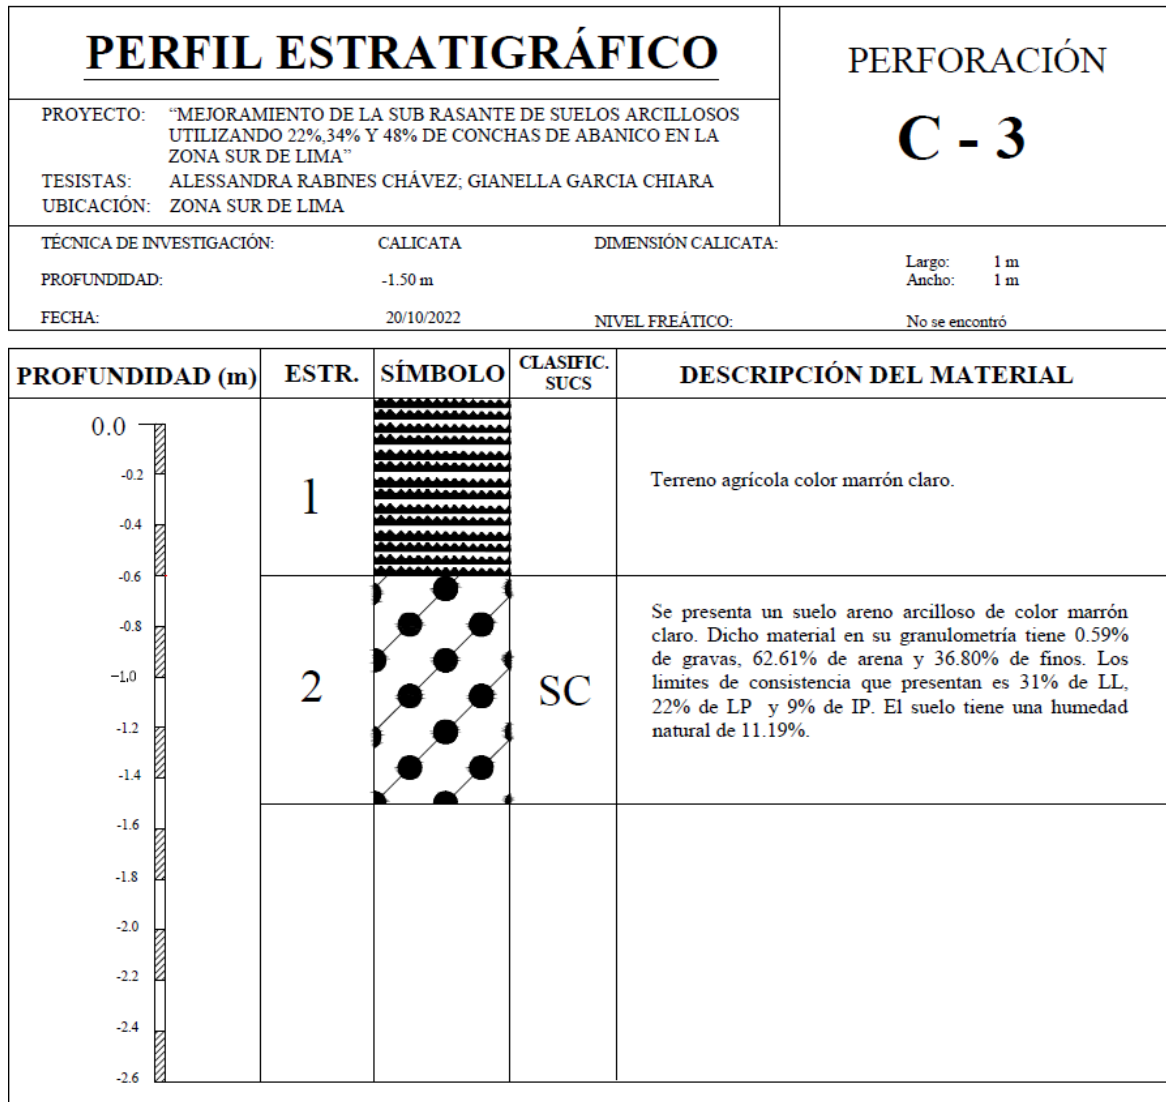 PERFIL ESTRATIGRÁFICO
PERFORACIÓN
C - 3
PROYECTO: “MEJORAMIENTO DE LA SUB RASANTE DE SUELOS ARCILLOSOS
UTILIZANDO 22%,34% Y 48% DE CONCHAS DE ABANICO EN LA
ZONA SUR DE LIMA”
TESISTAS: ALESSANDRA RABINES CHÁVEZ; GIANELLA GARCIA CHIARA
UBICACIÓN: ZONA SUR DE LIMA
TÉCNICA DE INVESTIGACIÓN: CALICATA DIMENSIÓN CALICATA:
Largo: 1 m
PROFUNDIDAD: -1.50 m Ancho: 1 m
FECHA: 20/10/2022 NIVEL FREÁTICO: No se encontró
PROFUNDIDAD (m) ESTR. SÍMBOLO CLASIFIC. SUCS DESCRIPCIÓN DEL MATERIAL
0.0
-0.2
-0.4
-0.6
-0.8
-1.0
-1.2
-1.4
-1.6
-1.8
-2.0
-2.2
-2.4
-2.6
1
Terreno agrícola color marrón claro.
2
SC
Se presenta un suelo areno arcilloso de color marrón
claro. Dicho material en su granulometría tiene 0.59%
de gravas, 62.61% de arena y 36.80% de finos. Los
limites de consistencia que presentan es 31% de LL,
22% de LP y 9% de IP. El suelo tiene una humedad
natural de 11.19%.